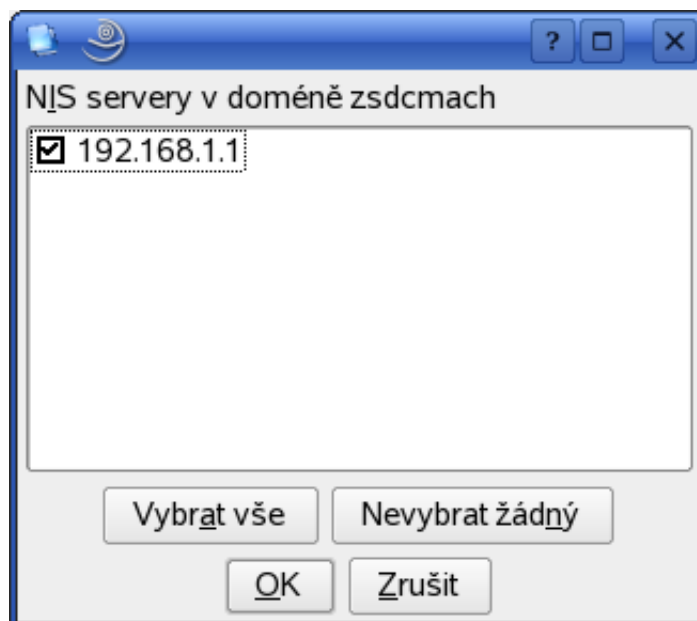 NIS servery v doméně zsdcmach
192.168.1.1
Vybrat vše Nevybrat žádný
OK Zrušit